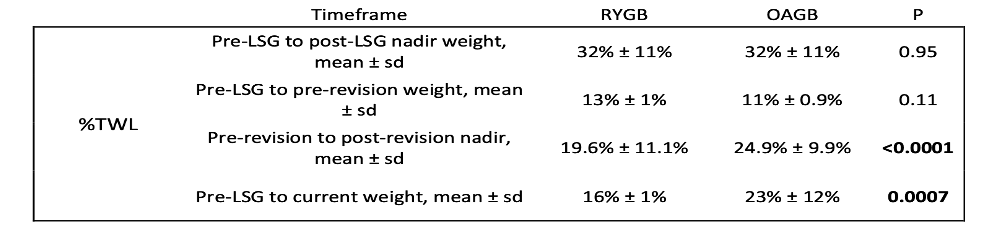 Timeframe RYGB OAGB P
Pre-LSG to post-LSG nadir weight,
mean ± sd 32% ± 11% 32% ± 11% 0.95
Pre-LSG to pre-revision weight, mean
± sd 13% ± 1% 11% ± 0.9% 0.11
%TWL
Pre-revision to post-revision nadir,
mean ± sd 19.6% ± 11.1% 24.9% ± 9.9% <0.0001
Pre-LSG to current weight, mean ± sd 16% ± 1% 23% ± 12% 0.0007